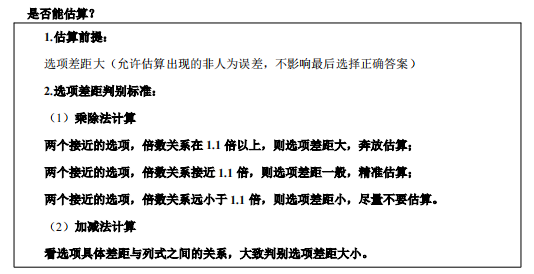 是否能估算？
1.估算前提：
选项差距大（允许估算出现的非人为误差，不影响最后选择正确答案）
2.选项差距判别标准：
（1）乘除法计算
两个接近的选项，倍数关系在 1.1 倍以上，则选项差距大，奔放估算；
两个接近的选项，倍数关系接近 1.1 倍，则选项差距一般，精准估算；
两个接近的选项，倍数关系远小于 1.1 倍，则选项差距小，尽量不要估算。
（2）加减法计算
看选项具体差距与列式之间的关系，大致判别选项差距大小。